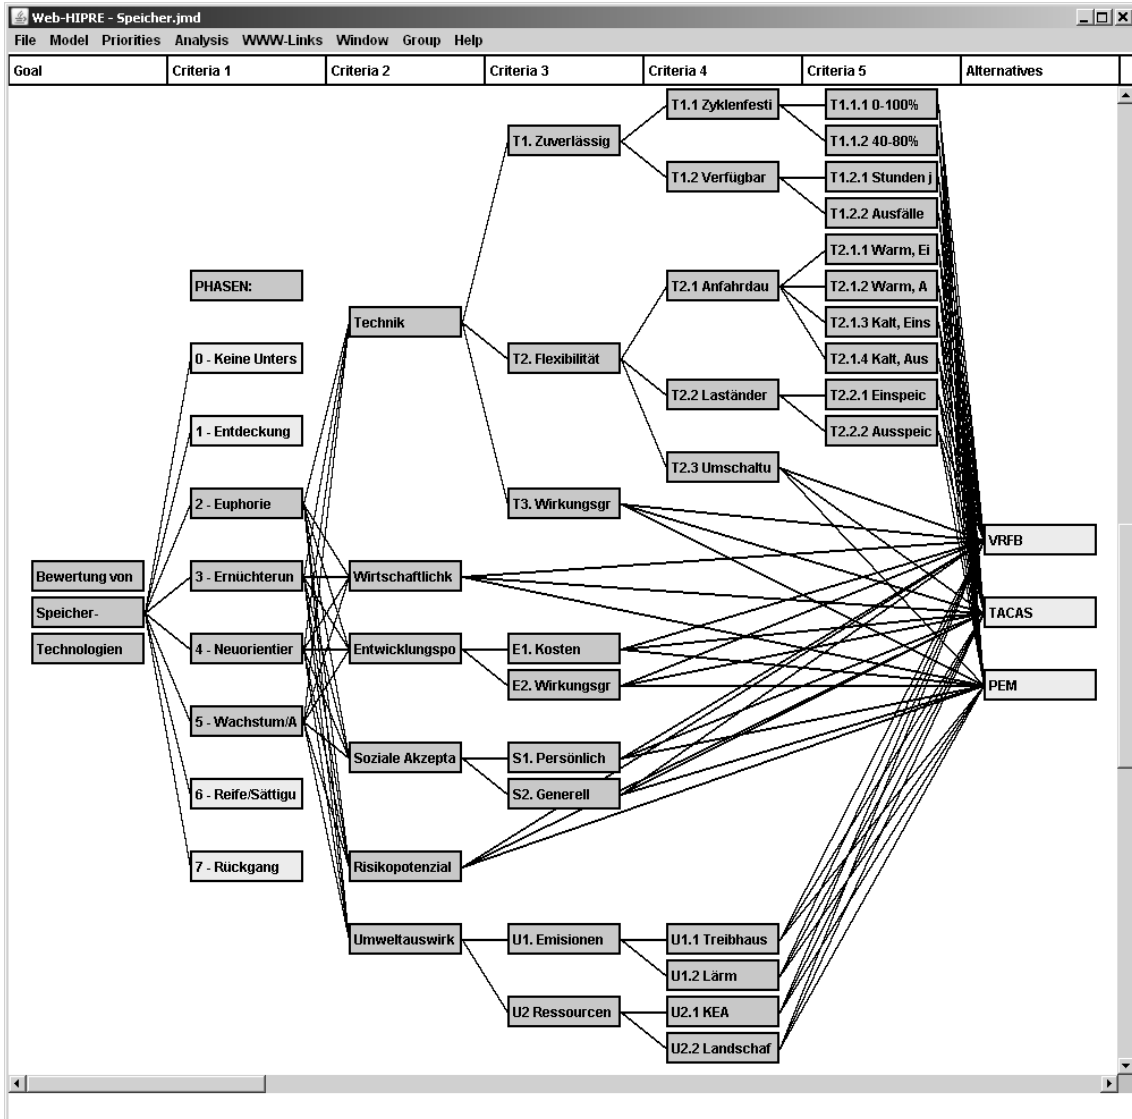 Web-HIPRE - Speicher.jmd
File Model Priorities Analysis WWW-Links Window Group Help
Goal Criteria 1 Criteria 2 Criteria 3 Criteria 4 Criteria 5 Alternatives
Bewertung von
Speicher-
Technologien
PHASEN:
0 - Keine Unters
1 - Entdeckung
2 - Euphorie
3 - Ernüchterun
4 - Neuorientier
5 - Wachstum/A
6 - Reife/Sättigu
7 - Rückgang
Technik
Wirtschaftlichk
Entwicklungspo
Soziale Akzepta
Risikopotenzial
Umweltauswirk
T1. Zuverlässig
T2. Flexibilität
T3. Wirkungsgr
E1. Kosten
E2. Wirkungsgr
S1. Persönlich
S2. Generell
U1. Emisionen
U2 Ressourcen
T1.1 Zyklenfesti
T1.2 Verfügbar
T2.1 Anfahrdau
T2.2 Laständer
T2.3 Umschaltu
U1.1 Treibhaus
U1.2 Lärm
U2.1 KEA
U2.2 Landschaf
T1.1.1 0-100%
T1.1.2 40-80%
T1.2.1 Stunden j
T1.2.2 Ausfälle
T2.1.1 Warm, Ei
T2.1.2 Warm, A
T2.1.3 Kalt, Eins
T2.1.4 Kalt, Aus
T2.2.1 Einspeic
T2.2.2 Ausspeic
VRFB
TACAS
PEM